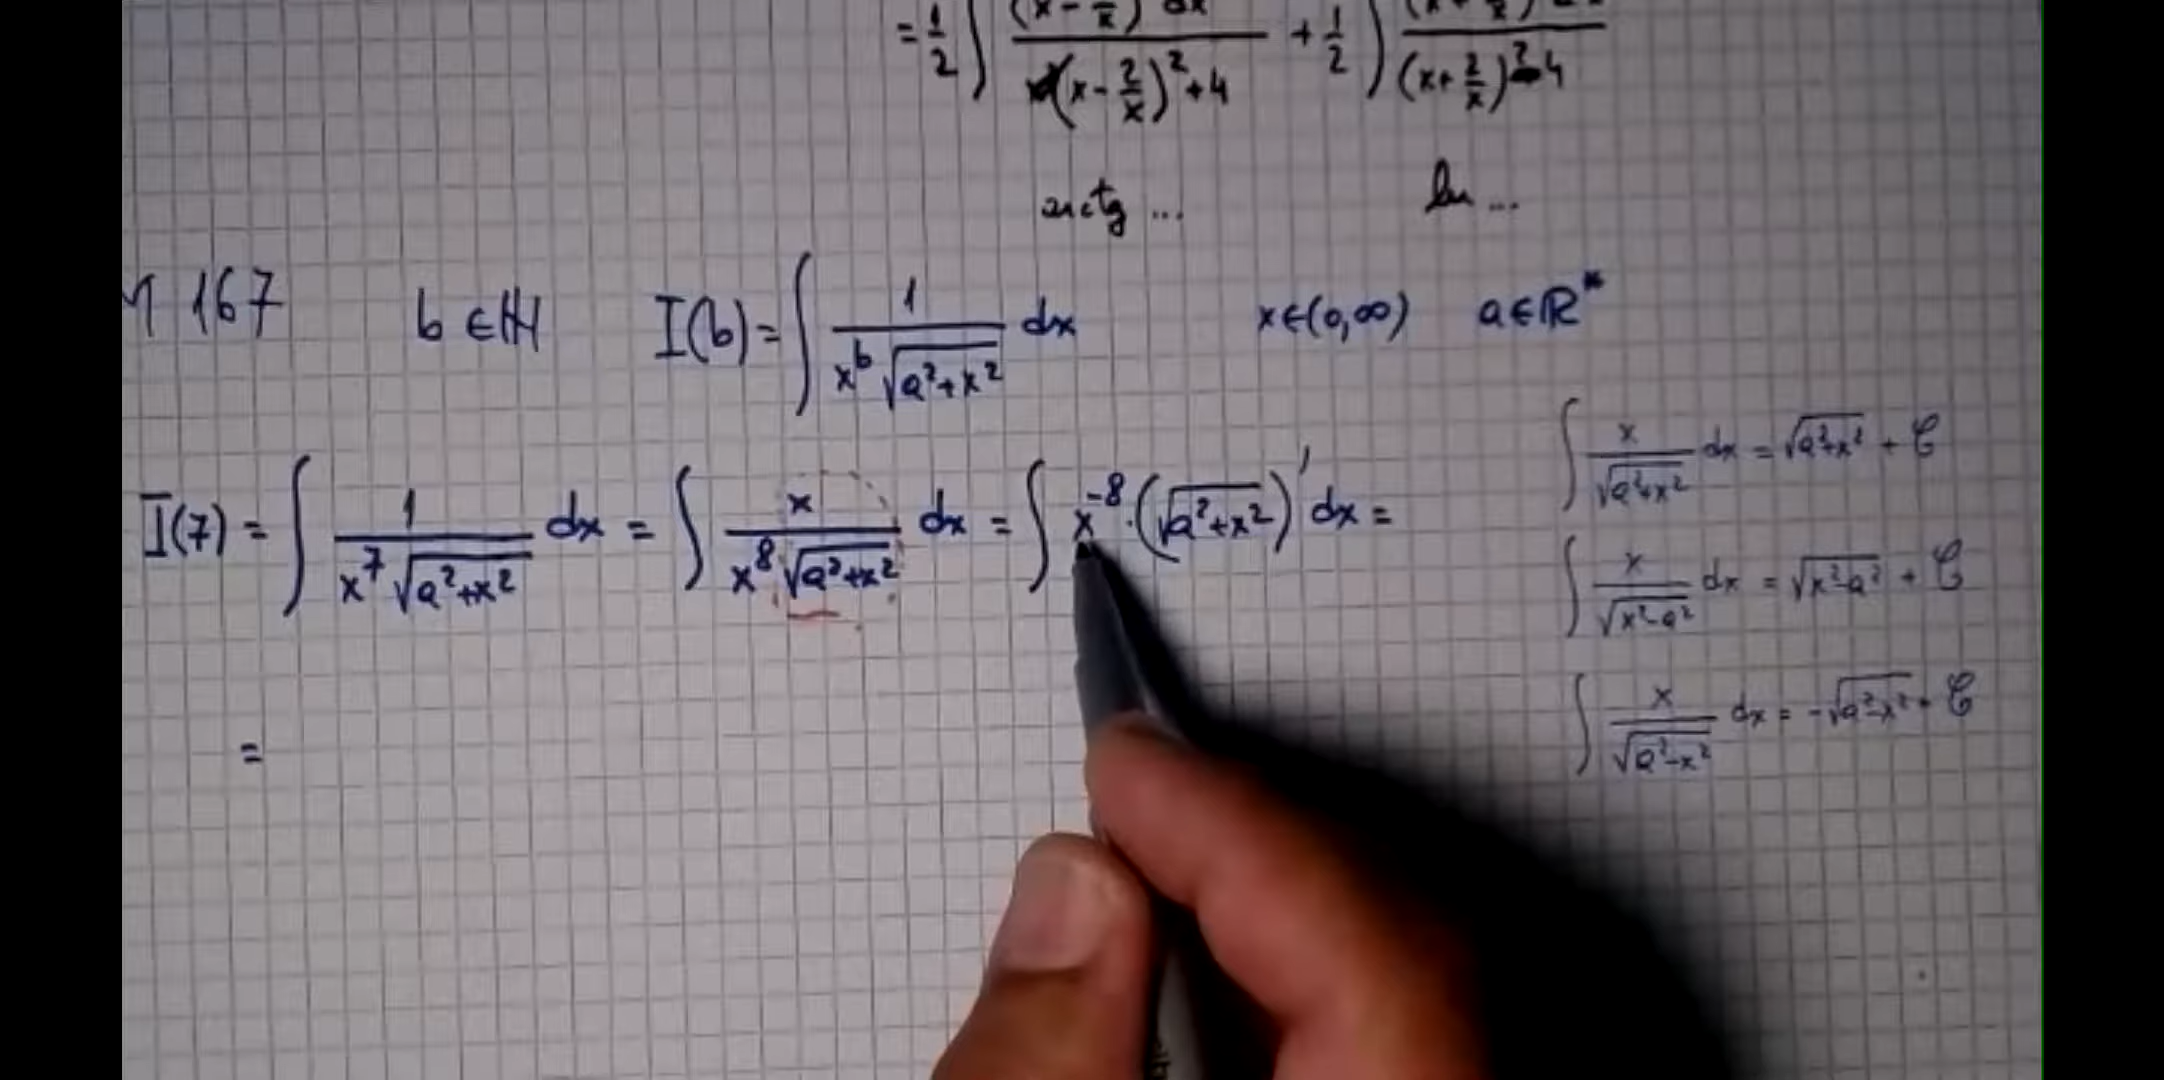 = 1/2 ∫ (x - 2/x)' dx / (x - 2/x)² + 4 + 1/2 ∫ (x + 2/x)' dx / (x + 2/x)² - 4
arctg ... ln ...
167 b ∈ ℕ I(b) = ∫ 1 / x^b √(a² + x²) dx x ∈ (0, ∞) a ∈ ℝ*
∫ x / √(a² + x²) dx = √(a² + x²) + C
I(7) = ∫ 1 / x⁷ √(a² + x²) dx = ∫ x / x⁸ √(a² + x²) dx = ∫ x⁻⁸ · (√(a² + x²))' dx =
∫ x / √(x² - a²) dx = √(x² - a²) + C
∫ x / √(a² - x²) dx = -√(a² - x²) + C
=